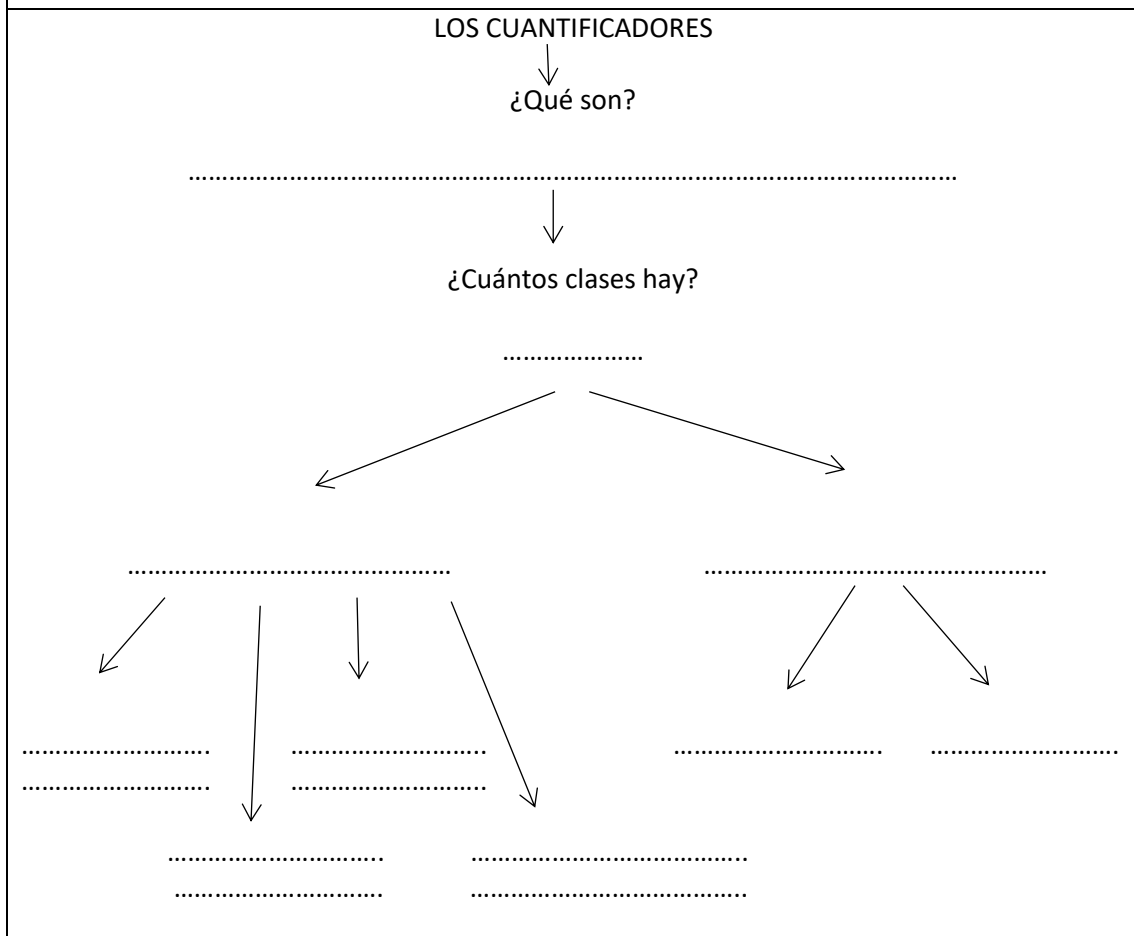 LOS CUANTIFICADORES
¿Qué son?
………………………………………………………………………………………………………
¿Cuántos clases hay?
…………………
………………………………………… ……………………………………………
………………………. ……………………….. …………………………. ……………………….
………………………. ………………………..
………………………….. …………………………………..
…………………………. …………………………………..